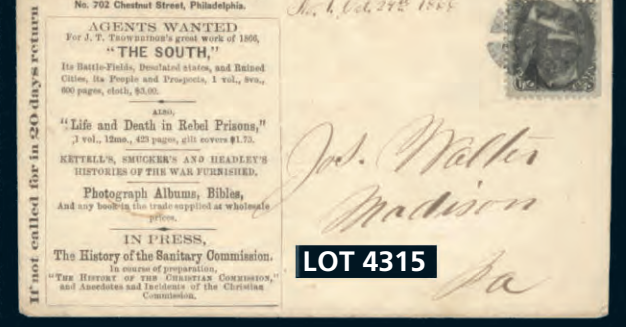 No. 702 Chestnut Street, Philadelphia.
AGENTS WANTED
For J. T. TROWBRIDGE'S great work of 1866,
"THE SOUTH,"
Its Battle-Fields, Desolated States, and Ruined
Cities, its People and Prospects, 1 vol., 8vo.,
600 pages, cloth, $3.00.
ALSO,
"Life and Death in Rebel Prisons,"
1 vol., 12mo., 423 pages, gilt covers $1.75.
KETTELL'S, SMUCKER'S AND HEADLEY'S
HISTORIES OF THE WAR FURNISHED,
Photograph Albums, Bibles,
And any book in the trade supplied at wholesale
prices.
IN PRESS,
The History of the Sanitary Commission.
In course of preparation,
"THE HISTORY OF THE CHRISTIAN COMMISSION,"
and Anecdotes and Incidents of the Christian
Commission.
If not called for in 20 days return
Jos. Walter
Madison
Pa
LOT 4315